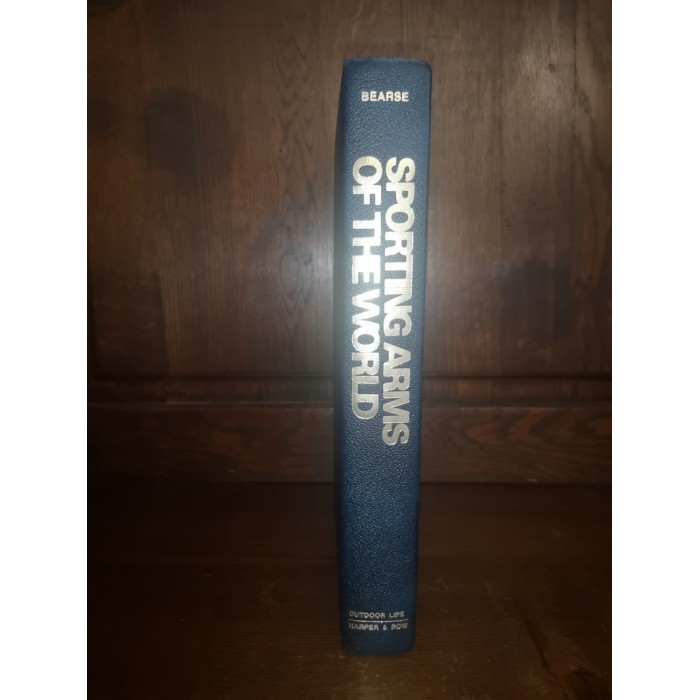 BEARSE
SPORTING ARMS
OF THE WORLD
OUTDOOR LIFE
HARPER & ROW